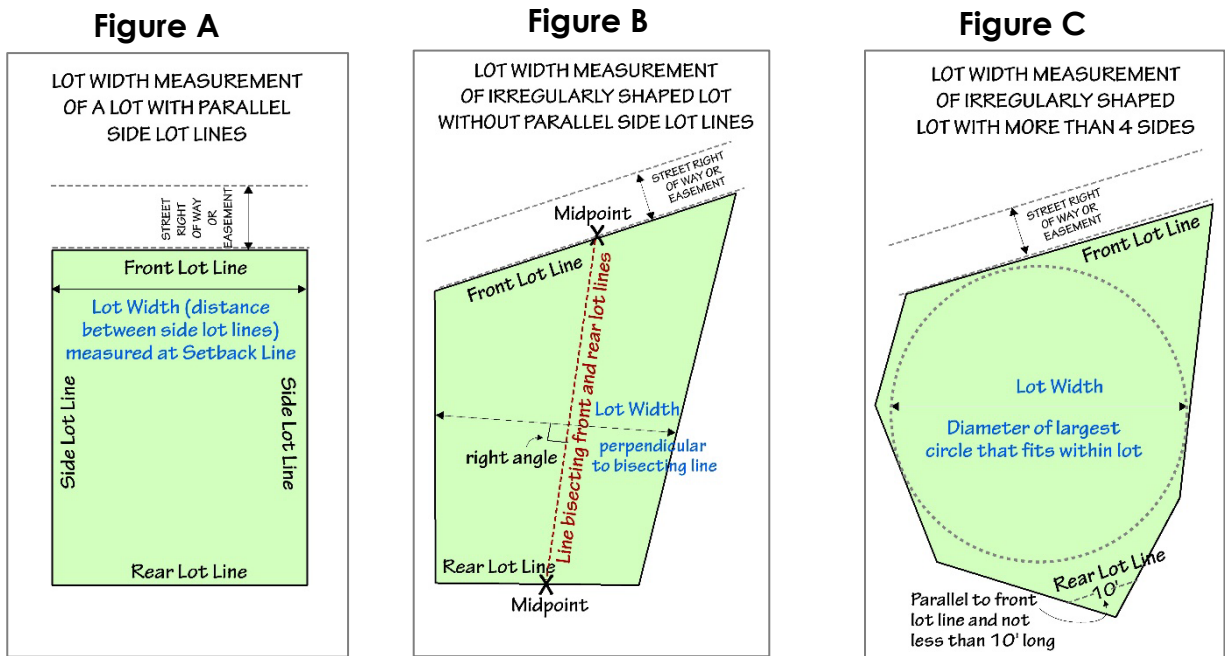 Figure A
LOT WIDTH MEASUREMENT
OF A LOT WITH PARALLEL
SIDE LOT LINES
STREET
RIGHT
OF WAY
OR
EASEMENT
Front Lot Line
Lot Width (distance
between side lot lines)
measured at Setback Line
Side Lot Line
Side Lot Line
Rear Lot Line
Figure B
LOT WIDTH MEASUREMENT
OF IRREGULARLY SHAPED LOT
WITHOUT PARALLEL SIDE LOT LINES
STREET RIGHT
OF WAY OR
EASEMENT
Midpoint
Front Lot Line
Line bisecting front and rear lot lines
Lot Width
perpendicular
to bisecting line
right angle
Rear Lot Line
Midpoint
Figure C
LOT WIDTH MEASUREMENT
OF IRREGULARLY SHAPED
LOT WITH MORE THAN 4 SIDES
STREET RIGHT
OF WAY OR
EASEMENT
Front Lot Line
Lot Width
Diameter of largest
circle that fits within lot
Rear Lot Line
10'
Parallel to front
lot line and not
less than 10' long